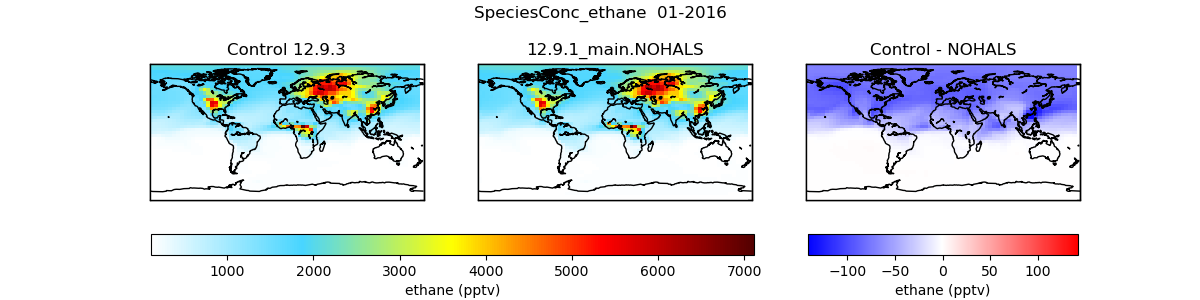 SpeciesConc_ethane  01-2016
Control 12.9.3
12.9.1_main.NOHALS
Control - NOHALS
1000 2000 3000 4000 5000 6000 7000
ethane (pptv)
−100 −50 0 50 100
ethane (pptv)